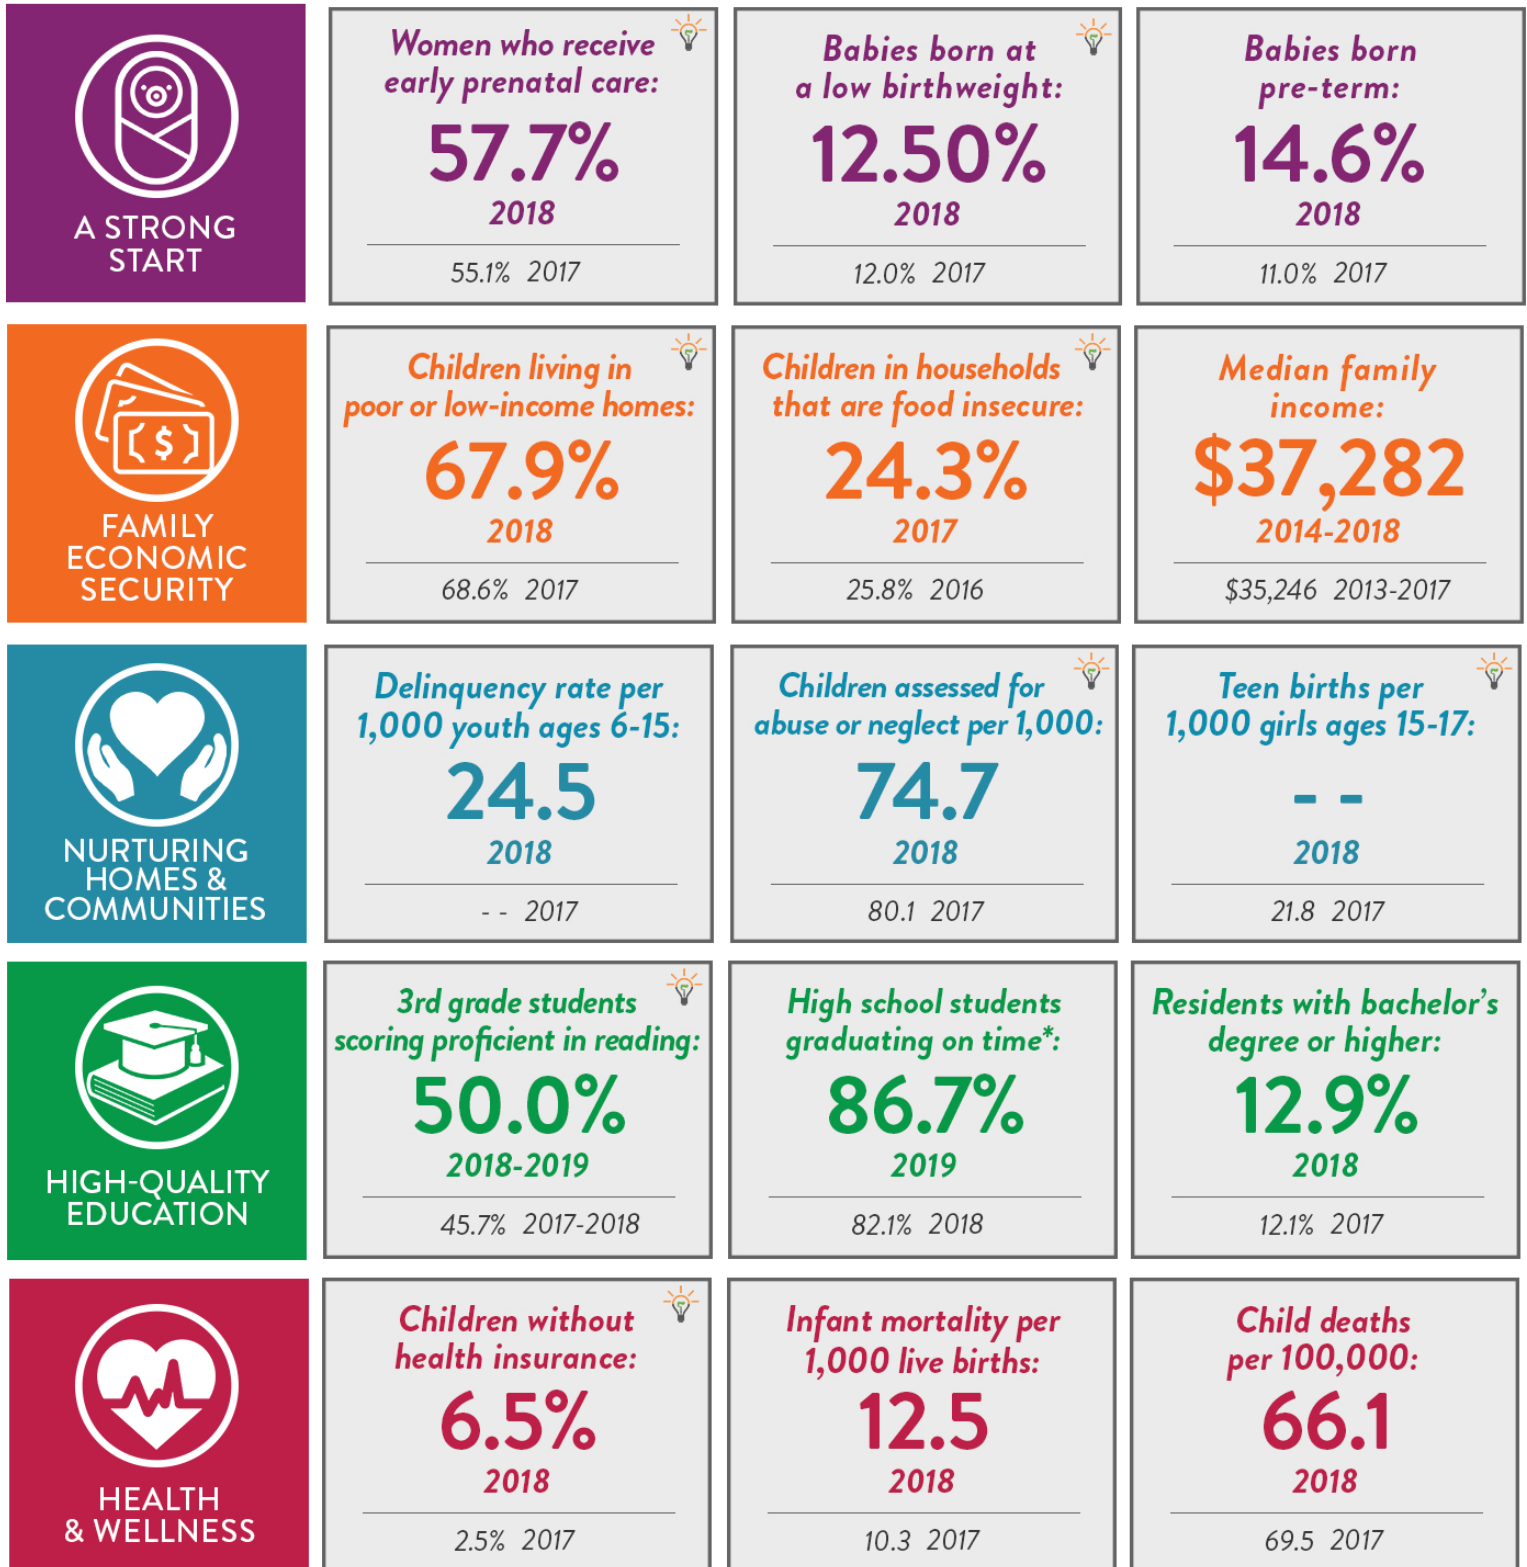 A STRONG
START
Women who receive
early prenatal care:
57.7%
2018
55.1% 2017
Babies born at
a low birthweight:
12.50%
2018
12.0% 2017
Babies born
pre-term:
14.6%
2018
11.0% 2017
FAMILY
ECONOMIC
SECURITY
Children living in
poor or low-income homes:
67.9%
2018
68.6% 2017
Children in households
that are food insecure:
24.3%
2017
25.8% 2016
Median family
income:
$37,282
2014-2018
$35,246 2013-2017
NURTURING
HOMES &
COMMUNITIES
Delinquency rate per
1,000 youth ages 6-15:
24.5
2018
- - 2017
Children assessed for
abuse or neglect per 1,000:
74.7
2018
80.1 2017
Teen births per
1,000 girls ages 15-17:
- -
2018
21.8 2017
HIGH-QUALITY
EDUCATION
3rd grade students
scoring proficient in reading:
50.0%
2018-2019
45.7% 2017-2018
High school students
graduating on time*:
86.7%
2019
82.1% 2018
Residents with bachelor's
degree or higher:
12.9%
2018
12.1% 2017
HEALTH
& WELLNESS
Children without
health insurance:
6.5%
2018
2.5% 2017
Infant mortality per
1,000 live births:
12.5
2018
10.3 2017
Child deaths
per 100,000:
66.1
2018
69.5 2017